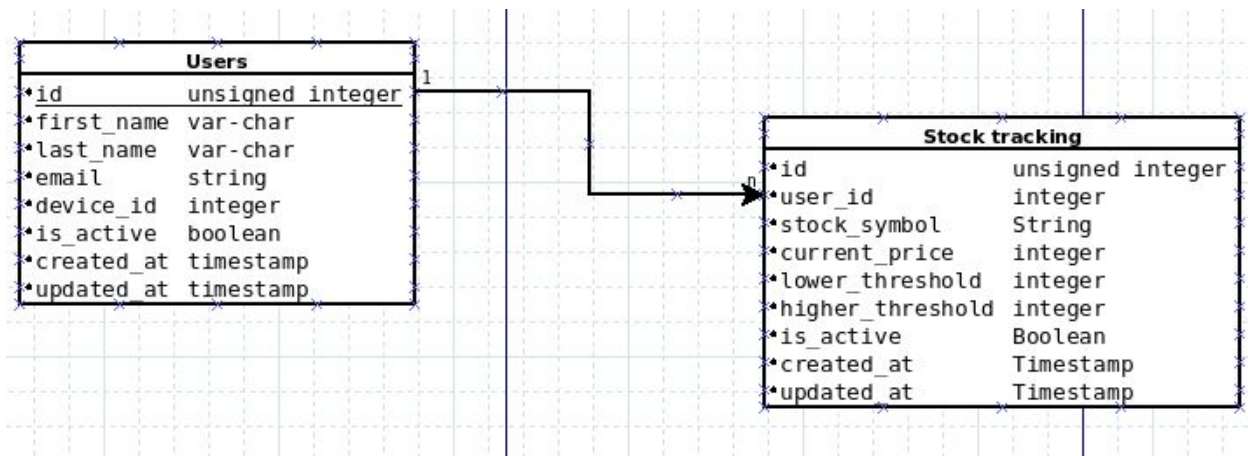 Users
id unsigned integer
first_name var-char
last_name var-char
email string
device_id integer
is_active boolean
created_at timestamp
updated_at timestamp
1
n
Stock tracking
id unsigned integer
user_id integer
stock_symbol String
current_price integer
lower_threshold integer
higher_threshold integer
is_active Boolean
created_at Timestamp
updated_at Timestamp